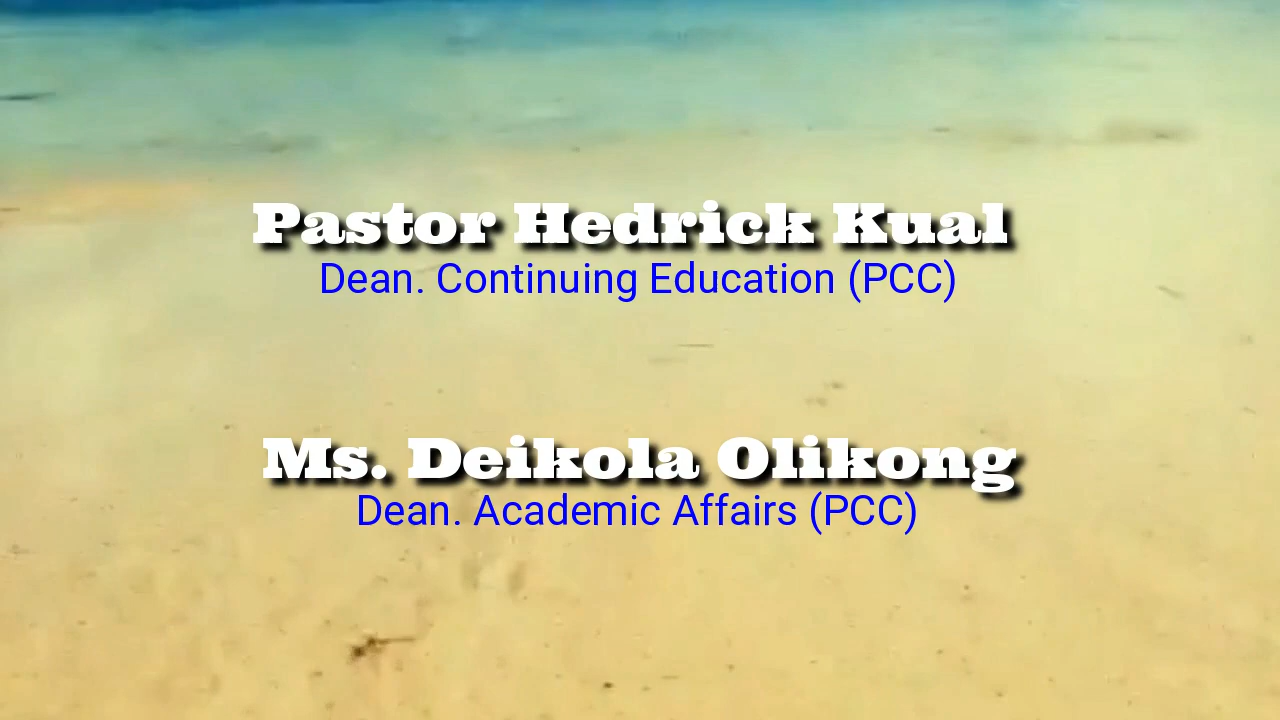 Pastor Hedrick Kual
Dean. Continuing Education (PCC)
Ms. Deikola Olikong
Dean. Academic Affairs (PCC)